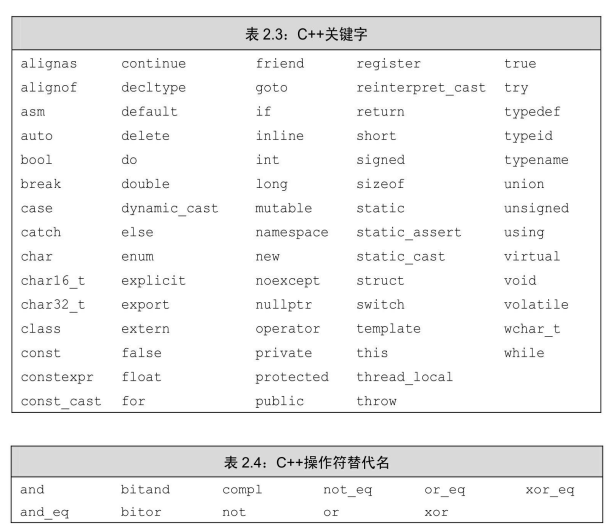 表 2.3：C++关键字
alignas continue friend register true
alignof decltype goto reinterpret_cast try
asm default if return typedef
auto delete inline short typeid
bool do int signed typename
break double long sizeof union
case dynamic_cast mutable static unsigned
catch else namespace static_assert using
char enum new static_cast virtual
char16_t explicit noexcept struct void
char32_t export nullptr switch volatile
class extern operator template wchar_t
const false private this while
constexpr float protected thread_local
const_cast for public throw
表 2.4：C++操作符替代名
and bitand compl not_eq or_eq xor_eq
and_eq bitor not or xor